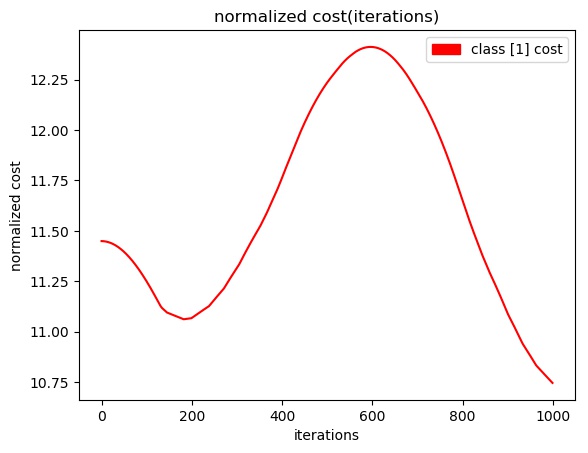 normalized cost(iterations)
class [1] cost
normalized cost
12.25
12.00
11.75
11.50
11.25
11.00
10.75
0 200 400 600 800 1000
iterations